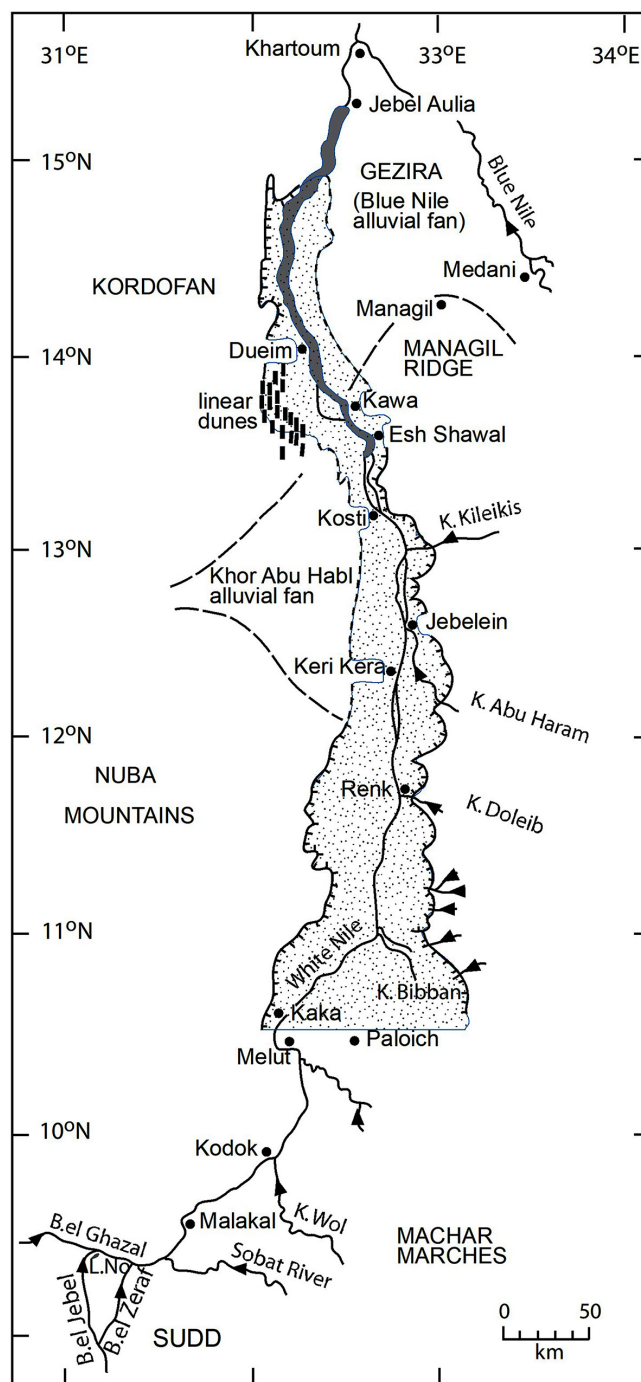 31°E
33°E
34°E
Khartoum
Jebel Aulia
15°N
GEZIRA
(Blue Nile
alluvial fan)
Blue Nile
Medani
KORDOFAN
Managil
14°N
Dueim
MANAGIL
RIDGE
linear
dunes
Kawa
Esh Shawal
Kosti
K. Kileikis
13°N
Khor Abu Habl
alluvial fan
Jebelein
Keri Kera
K. Abu Haram
12°N
NUBA
MOUNTAINS
Renk
K. Doleib
11°N
White Nile
K. Bibban
Kaka
Melut
Paloich
10°N
Kodok
K. Wol
Malakal
B.el Ghazal
L.No
Sobat River
MACHAR
MARCHES
B.el Jebel
B.el Zeraf
SUDD
0 50
km